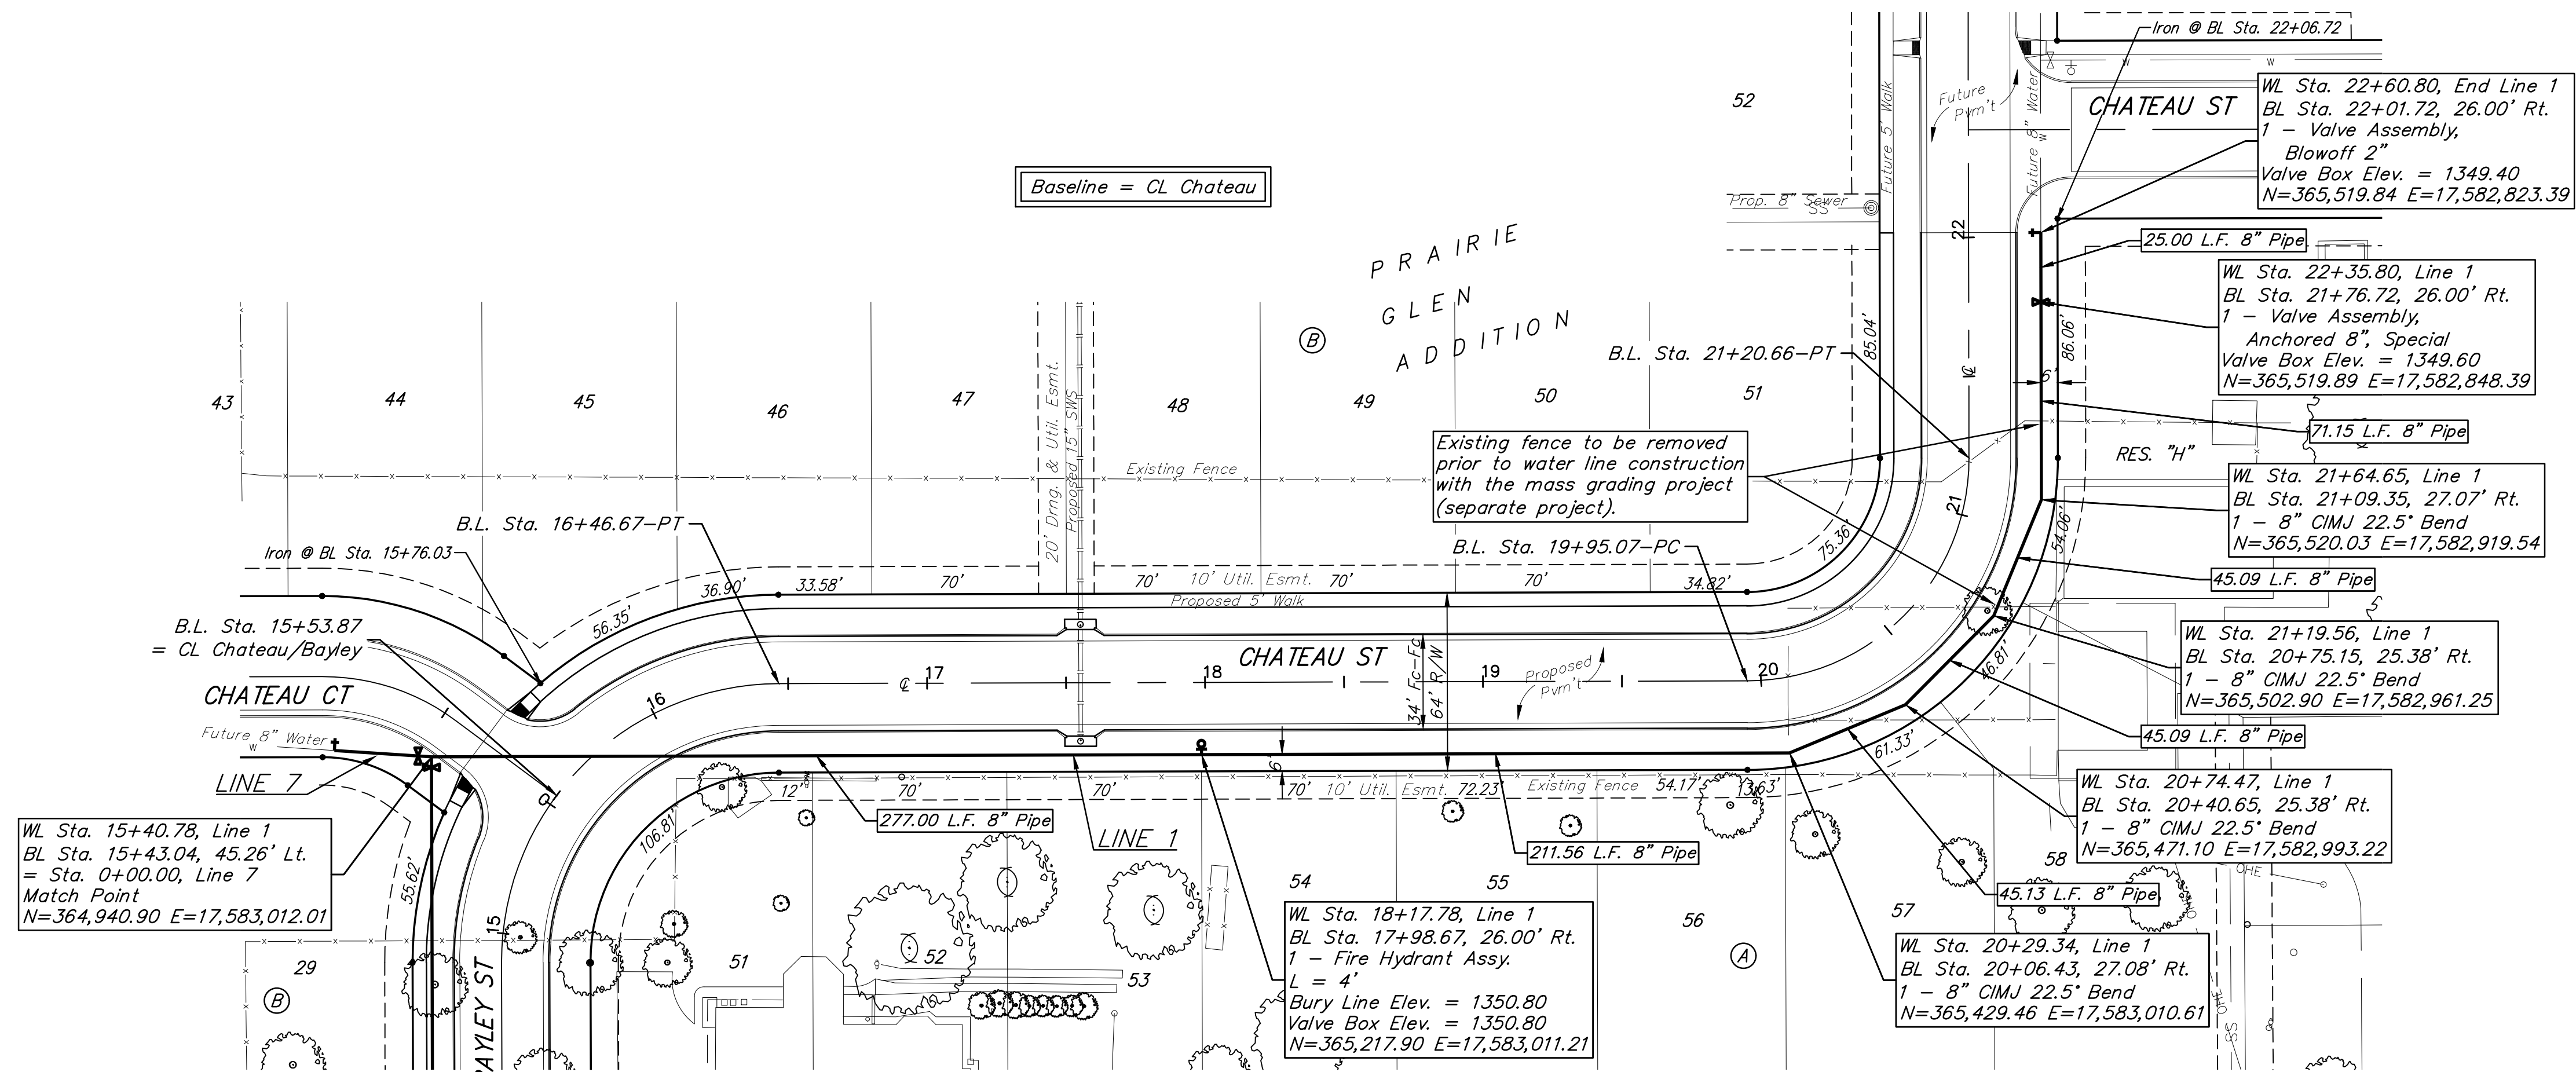 Iron @ BL Sta. 22+06.72
WL Sta. 22+60.80, End Line 1
BL Sta. 22+01.72, 26.00' Rt.
1 - Valve Assembly,
Blowoff 2"
Valve Box Elev. = 1349.40
N=365,519.84 E=17,582,823.39
CHATEAU ST
52
Future 5' Walk
Future
Pvm't
Future 8" Water
W
W
W
Baseline = CL Chateau
Prop. 8" Sewer
SS
22
25.00 L.F. 8" Pipe
PRAIRIE
GLEN
ADDITION
B
WL Sta. 22+35.80, Line 1
BL Sta. 21+76.72, 26.00' Rt.
1 - Valve Assembly,
Anchored 8", Special
Valve Box Elev. = 1349.60
N=365,519.89 E=17,582,848.39
B.L. Sta. 21+20.66-PT
85.04'
86.06'
6'
℄
43
44
45
46
47
48
49
50
51
20' Drng. & Util. Esmt.
Proposed 15" SWS
Existing Fence
Existing fence to be removed
prior to water line construction
with the mass grading project
(separate project).
71.15 L.F. 8" Pipe
RES. "H"
WL Sta. 21+64.65, Line 1
BL Sta. 21+09.35, 27.07' Rt.
1 - 8" CIMJ 22.5° Bend
N=365,520.03 E=17,582,919.54
21
54.06'
B.L. Sta. 16+46.67-PT
Iron @ BL Sta. 15+76.03
B.L. Sta. 19+95.07-PC
75.36'
45.09 L.F. 8" Pipe
56.35'
36.90'
33.58'
70'
70'
10' Util. Esmt.
70'
70'
34.82'
Proposed 5' Walk
B.L. Sta. 15+53.87
= CL Chateau/Bayley
WL Sta. 21+19.56, Line 1
BL Sta. 20+75.15, 25.38' Rt.
1 - 8" CIMJ 22.5° Bend
N=365,502.90 E=17,582,961.25
46.81'
CHATEAU CT
16
℄
17
18
CHATEAU ST
19
20
34' Fc-Fc
64' R/W
Proposed
Pvm't
Future 8" Water
W
LINE 7
45.09 L.F. 8" Pipe
61.33'
6'
12'
70'
70'
70'
10' Util. Esmt.
72.23'
Existing Fence
54.17'
13.63'
WL Sta. 20+74.47, Line 1
BL Sta. 20+40.65, 25.38' Rt.
1 - 8" CIMJ 22.5° Bend
N=365,471.10 E=17,582,993.22
WL Sta. 15+40.78, Line 1
BL Sta. 15+43.04, 45.26' Lt.
= Sta. 0+00.00, Line 7
Match Point
N=364,940.90 E=17,583,012.01
55.62'
106.81'
277.00 L.F. 8" Pipe
LINE 1
211.56 L.F. 8" Pipe
58
OHE
45.13 L.F. 8" Pipe
54
55
56
57
A
WL Sta. 18+17.78, Line 1
BL Sta. 17+98.67, 26.00' Rt.
1 - Fire Hydrant Assy.
L = 4'
Bury Line Elev. = 1350.80
Valve Box Elev. = 1350.80
N=365,217.90 E=17,583,011.21
WL Sta. 20+29.34, Line 1
BL Sta. 20+06.43, 27.08' Rt.
1 - 8" CIMJ 22.5° Bend
N=365,429.46 E=17,583,010.61
15
29
B
BAYLEY ST
51
52
53
OHE
OHE
SS